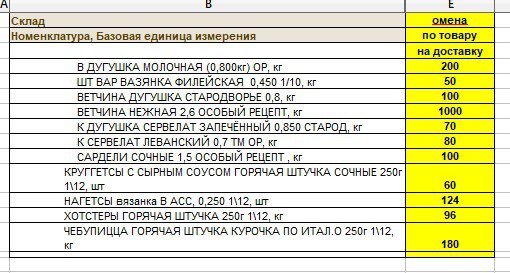 A B E
Склад омена
Номенклатура, Базовая единица измерения по товару
на доставку
В ДУГУШКА МОЛОЧНАЯ (0,800кг) ОР, кг 200
ШТ ВАР ВАЗЯНКА ФИЛЕЙСКАЯ 0,450 1/10, кг 50
ВЕТЧИНА ДУГУШКА СТАРОДВОРЬЕ 0,8, кг 100
ВЕТЧИНА НЕЖНАЯ 2,6 ОСОБЫЙ РЕЦЕПТ, кг 1000
К ДУГУШКА СЕРВЕЛАТ ЗАПЕЧЁННЫЙ 0,850 СТАРОД, кг 70
К СЕРВЕЛАТ ЛЕВАНСКИЙ 0,7 ТМ ОР, кг 80
САРДЕЛИ СОЧНЫЕ 1,5 ОСОБЫЙ РЕЦЕПТ , кг 100
КРУГГЕТСЫ С СЫРНЫМ СОУСОМ ГОРЯЧАЯ ШТУЧКА СОЧНЫЕ 250г
1\12, шт 60
НАГЕТСЫ вязанка В АСС, 0,250 1\12, шт 124
ХОТСТЕРЫ ГОРЯЧАЯ ШТУЧКА 250г 1\12, кг 96
ЧЕБУПИЦЦА ГОРЯЧАЯ ШТУЧКА КУРОЧКА ПО ИТАЛ.О 250г 1\12,
кг 180